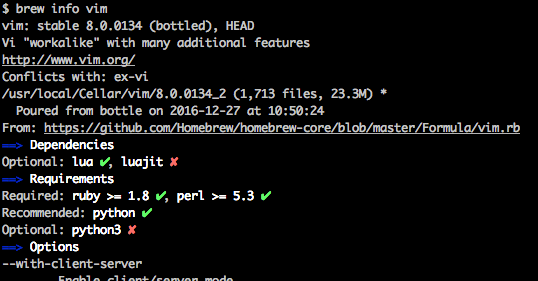 $ brew info vim
vim: stable 8.0.0134 (bottled), HEAD
Vi "workalike" with many additional features
http://www.vim.org/
Conflicts with: ex-vi
/usr/local/Cellar/vim/8.0.0134_2 (1,713 files, 23.3M) *
  Poured from bottle on 2016-12-27 at 10:50:24
From: https://github.com/Homebrew/homebrew-core/blob/master/Formula/vim.rb
==> Dependencies
Optional: lua ✔, luajit ✘
==> Requirements
Required: ruby >= 1.8 ✔, perl >= 5.3 ✔
Recommended: python ✔
Optional: python3 ✘
==> Options
--with-client-server
Enable client/server mode